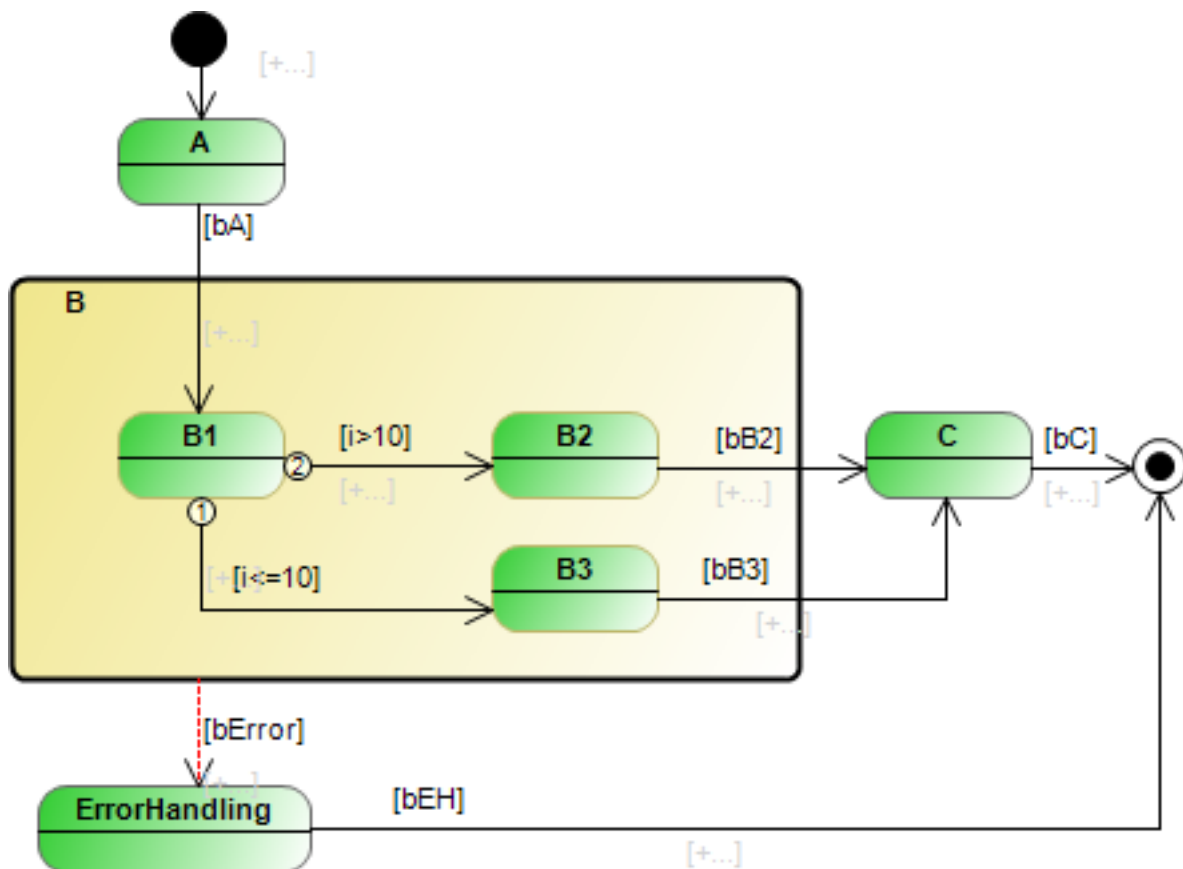 [+...]
A
[bA]
B
[+...]
B1
2
[i>10]
[+...]
B2
[bB2]
[+...]
C
[bC]
[+...]
1
[i<=10]
B3
[bB3]
[+...]
[bError]
[+...]
ErrorHandling
[bEH]
[+...]